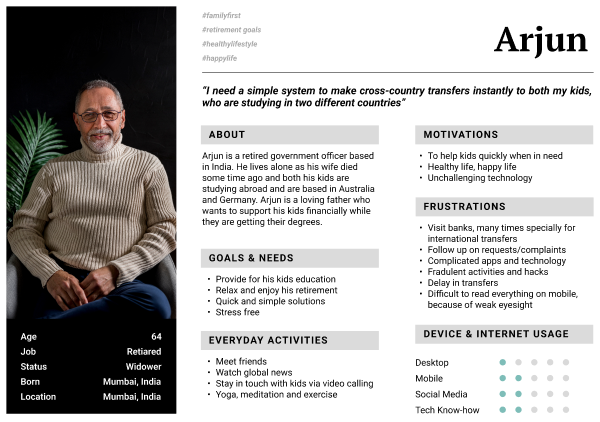 #familyfirst
#retirement goals
#healthylifestyle
#happylife
Arjun
“I need a simple system to make cross-country transfers instantly to both my kids,
who are studying in two different countries”
ABOUT
Arjun is a retired government officer based
in India. He lives alone as his wife died
some time ago and both his kids are
studying abroad and are based in Australia
and Germany. Arjun is a loving father who
wants to support his kids financially while
they are getting their degrees.
GOALS & NEEDS
• Provide for his kids education
• Relax and enjoy his retirement
• Quick and simple solutions
• Stress free
EVERYDAY ACTIVITIES
• Meet friends
• Watch global news
• Stay in touch with kids via video calling
• Yoga, meditation and exercise
MOTIVATIONS
• To help kids quickly when in need
• Healthy life, happy life
• Unchallenging technology
FRUSTRATIONS
• Visit banks, many times specially for
international transfers
• Follow up on requests/complaints
• Complicated apps and technology
• Fradulent activities and hacks
• Delay in transfers
• Difficult to read everything on mobile,
because of weak eyesight
DEVICE & INTERNET USAGE
Desktop
Mobile
Social Media
Tech Know-how
Age 64
Job Retiared
Status Widower
Born Mumbai, India
Location Mumbai, India